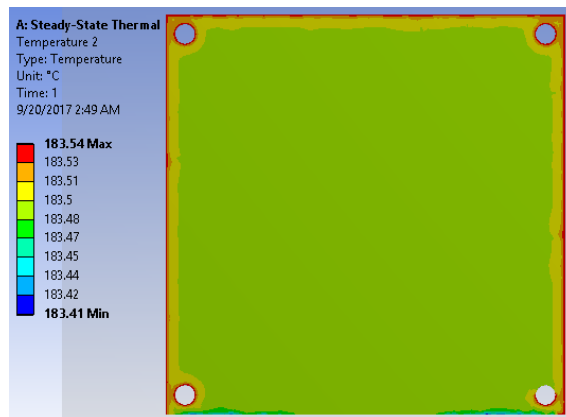 A: Steady-State Thermal
Temperature 2
Type: Temperature
Unit: °C
Time: 1
9/20/2017 2:49 AM
183.54 Max
183.53
183.51
183.5
183.48
183.47
183.45
183.44
183.42
183.41 Min